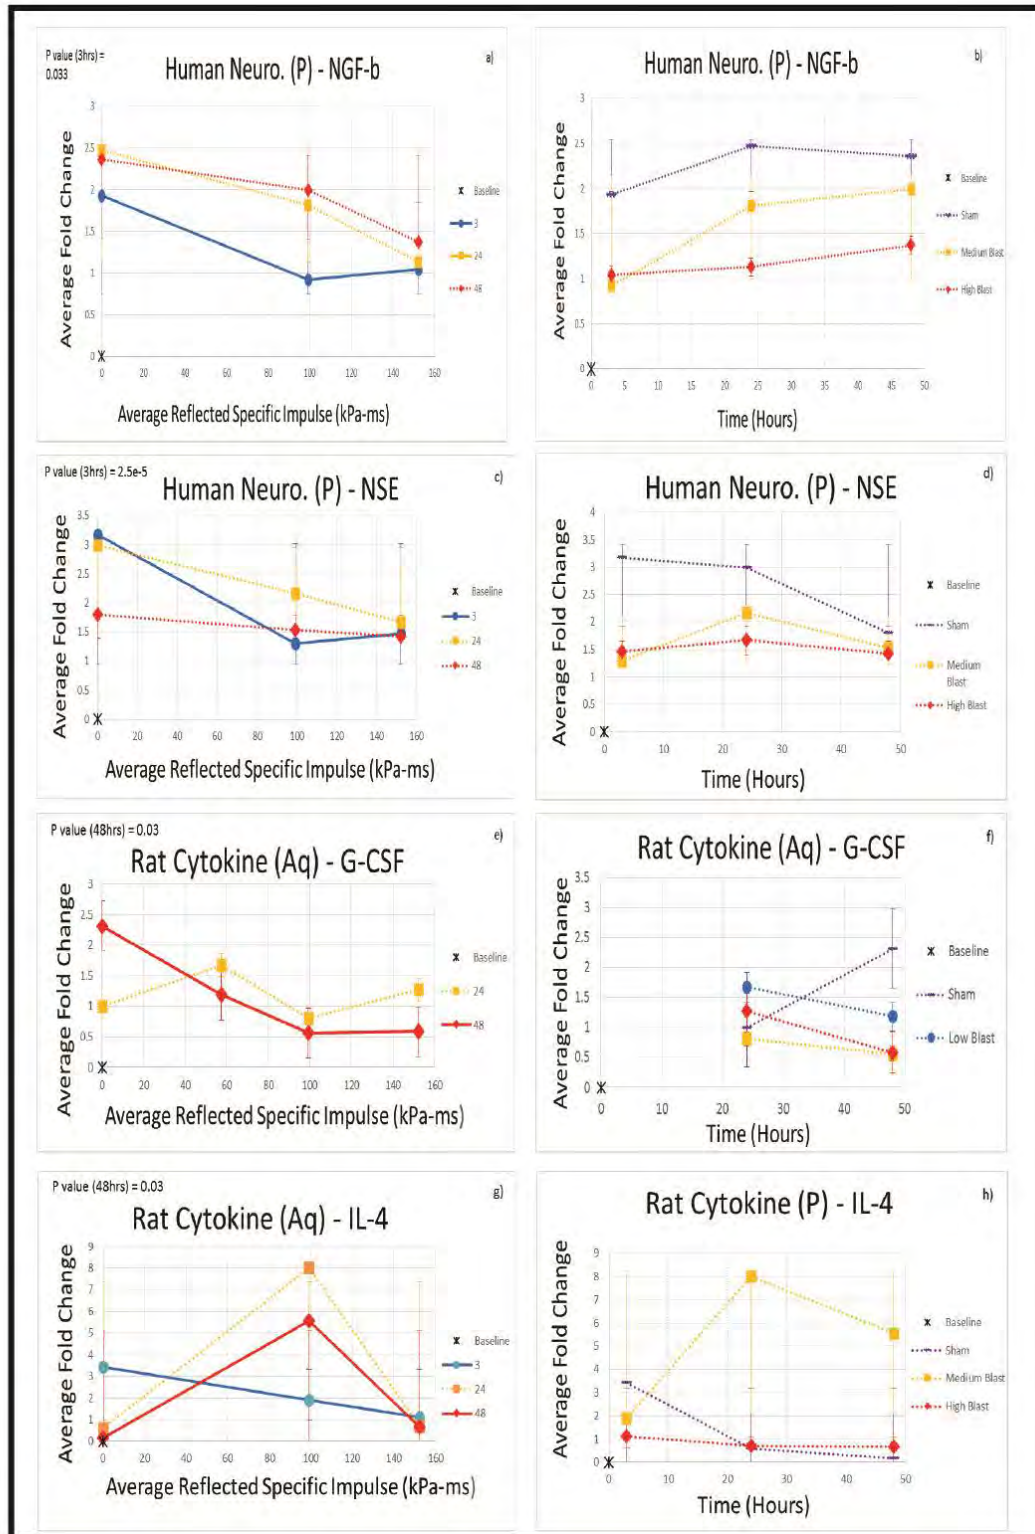 P value (3hrs) =
0.033
a)
Human Neuro. (P) - NGF-b
Average Fold Change
3
2.5
2
1.5
1
0.5
0
0 20 40 60 80 100 120 140 160
Average Reflected Specific Impulse (kPa-ms)
Baseline
3
24
48
b)
Human Neuro. (P) - NGF-b
Average Fold Change
3
2.5
2
1.5
1
0.5
0
0 5 10 15 20 25 30 35 40 45 50
Time (Hours)
Baseline
Sham
Medium Blast
High Blast
P value (3hrs) = 2.5e-5
c)
Human Neuro. (P) - NSE
Average Fold Change
3.5
3
2.5
2
1.5
1
0.5
0
0 20 40 60 80 100 120 140 160
Average Reflected Specific Impulse (kPa-ms)
Baseline
3
24
48
d)
Human Neuro. (P) - NSE
Average Fold Change
4
3.5
3
2.5
2
1.5
1
0.5
0
0 10 20 30 40 50
Time (Hours)
Baseline
Sham
Medium
Blast
High Blast
P value (48hrs) = 0.03
e)
Rat Cytokine (Aq) - G-CSF
Average Fold Change
3
2.5
2
1.5
1
0.5
0
0 20 40 60 80 100 120 140 160
Average Reflected Specific Impulse (kPa-ms)
Baseline
24
48
f)
Rat Cytokine (Aq) - G-CSF
Average Fold Change
3.5
3
2.5
2
1.5
1
0.5
0
0 10 20 30 40 50
Time (Hours)
Baseline
Sham
Low Blast
P value (48hrs) = 0.03
g)
Rat Cytokine (Aq) - IL-4
Average Fold Change
9
8
7
6
5
4
3
2
1
0
0 20 40 60 80 100 120 140 160
Average Reflected Specific Impulse (kPa-ms)
Baseline
3
24
48
h)
Rat Cytokine (P) - IL-4
Average Fold Change
9
8
7
6
5
4
3
2
1
0
0 10 20 30 40 50
Time (Hours)
Baseline
Sham
Medium Blast
High Blast